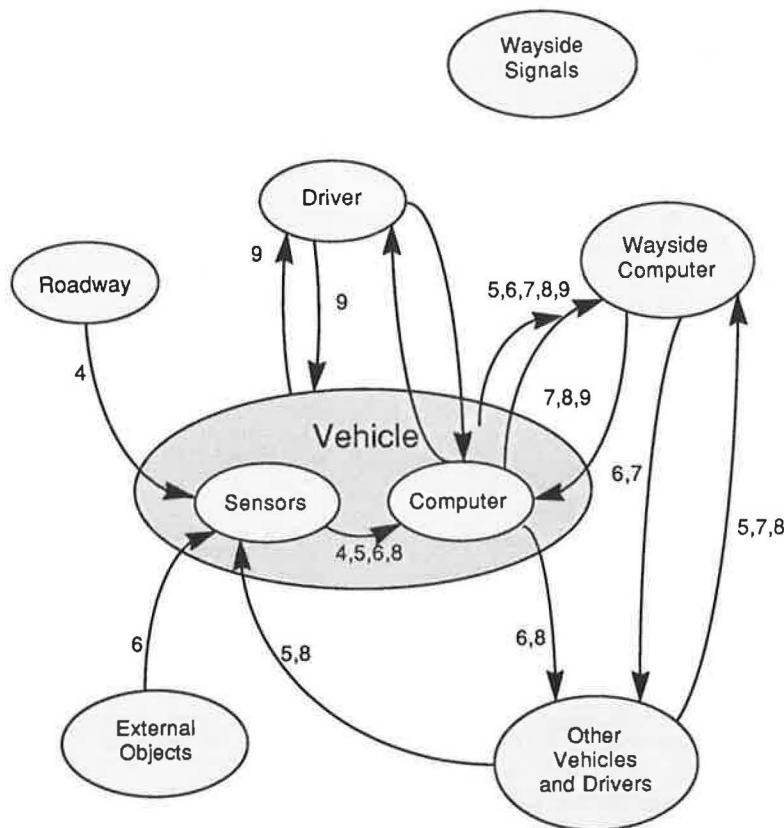 Wayside
Signals
Driver
Wayside
Computer
Roadway
9
9
5,6,7,8,9
4
7,8,9
Vehicle
6,7
Sensors
Computer
5,7,8
4,5,6,8
6
5,8
6,8
External
Objects
Other
Vehicles
and Drivers